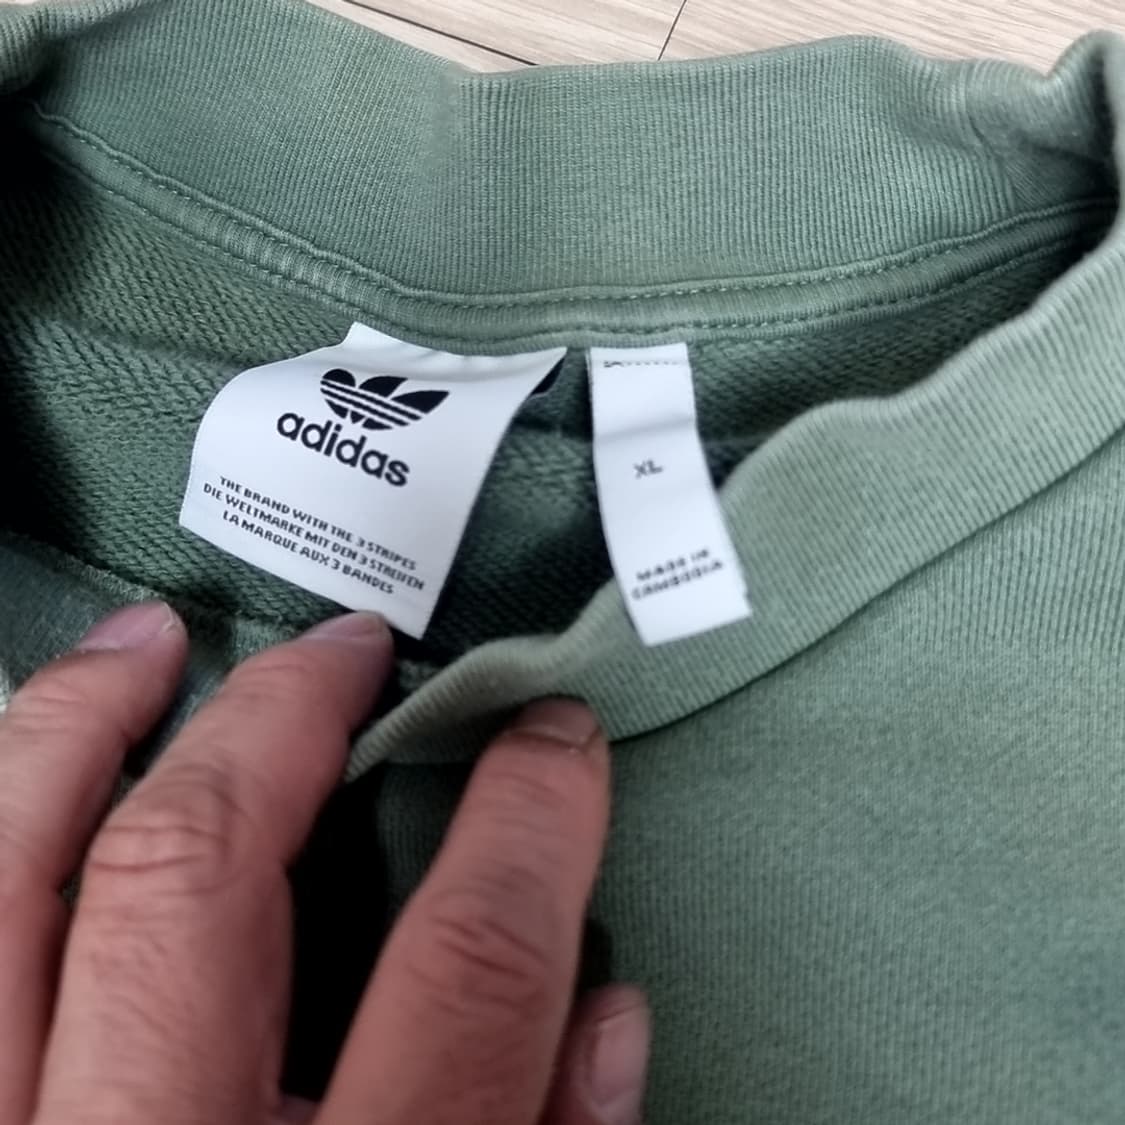 adidas
THE BRAND WITH THE 3 STRIPES
DIE WELTMARKE MIT DEN 3 STREIFEN
LA MARQUE AUX 3 BANDES
XL
MADE IN
CAMBODIA